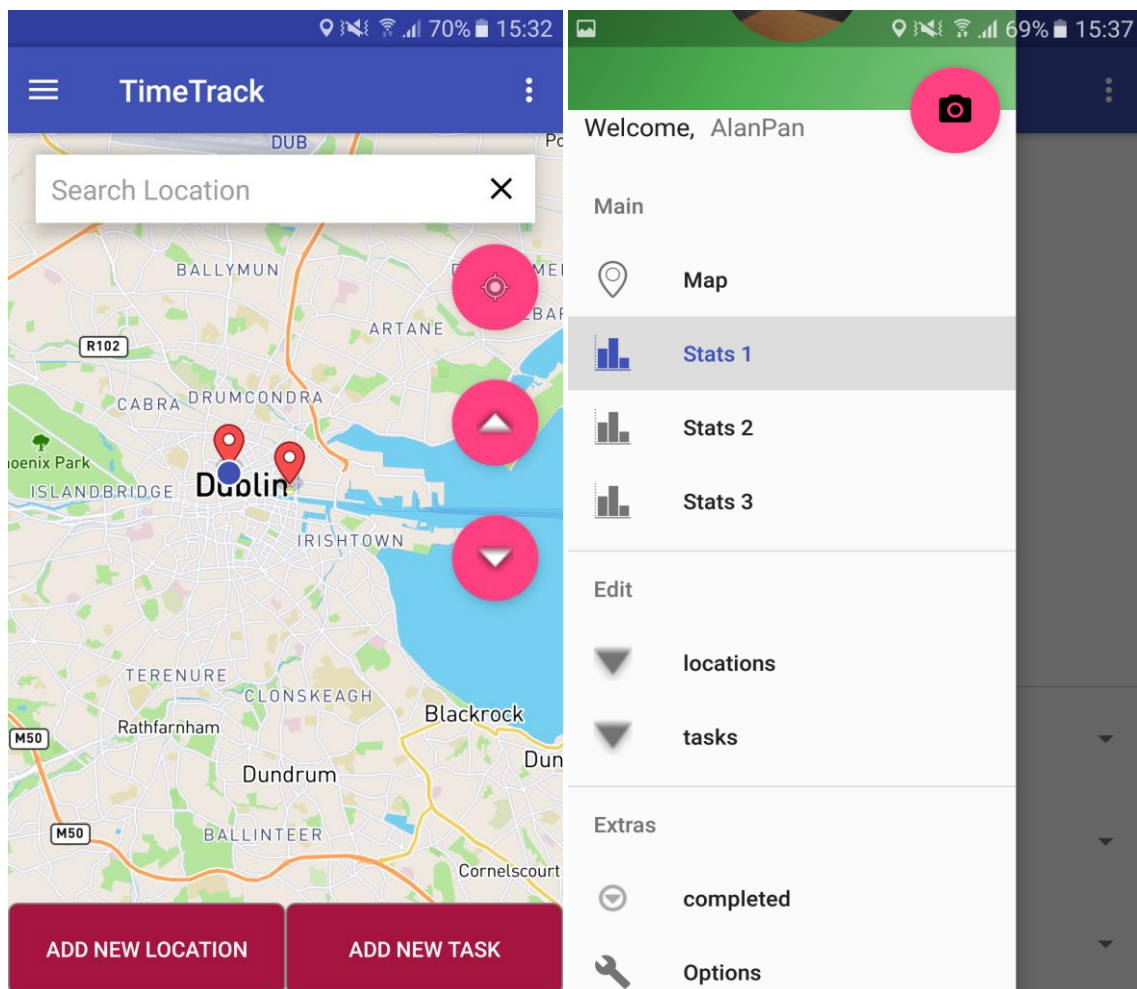 70% 15:32
TimeTrack
DUB
Search Location
BALLYMUN
ARTANE
R102
DRUMCONDRA
CABRA
ISLANDBRIDGE
Dublin
IRISHTOWN
TERENURE
CLONSKEAGH
Blackrock
Rathfarnham
M50
Dun
Dundrum
M50
BALLINTEER
Cornelscourt
ADD NEW LOCATION
ADD NEW TASK
69% 15:37
Welcome, AlanPan
Main
Map
Stats 1
Stats 2
Stats 3
Edit
locations
tasks
Extras
completed
Options